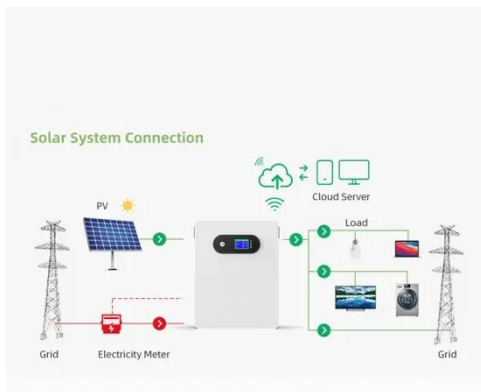 Solar System Connection
Cloud Server
PV
Load
Grid
Electricity Meter
Grid